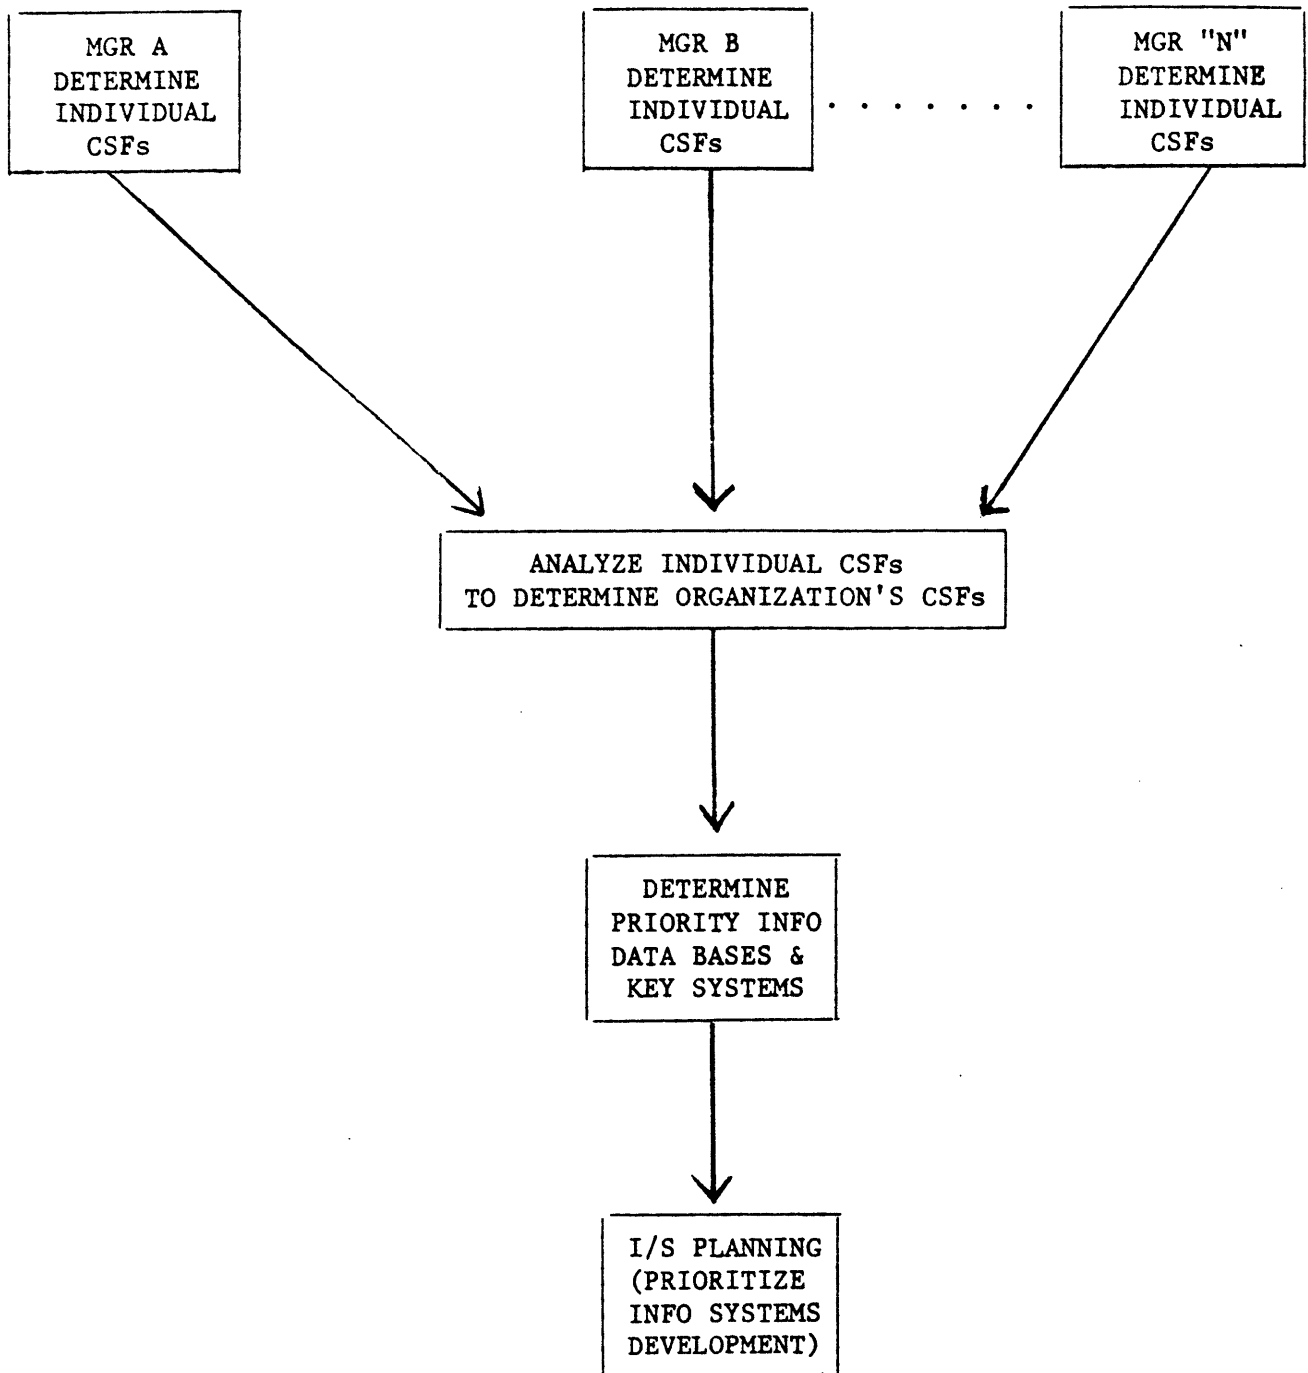 MGR A
DETERMINE
INDIVIDUAL
CSFs
MGR B
DETERMINE
INDIVIDUAL
CSFs
. . . . . . .
MGR "N"
DETERMINE
INDIVIDUAL
CSFs
ANALYZE INDIVIDUAL CSFs
TO DETERMINE ORGANIZATION'S CSFs
DETERMINE
PRIORITY INFO
DATA BASES &
KEY SYSTEMS
I/S PLANNING
(PRIORITIZE
INFO SYSTEMS
DEVELOPMENT)